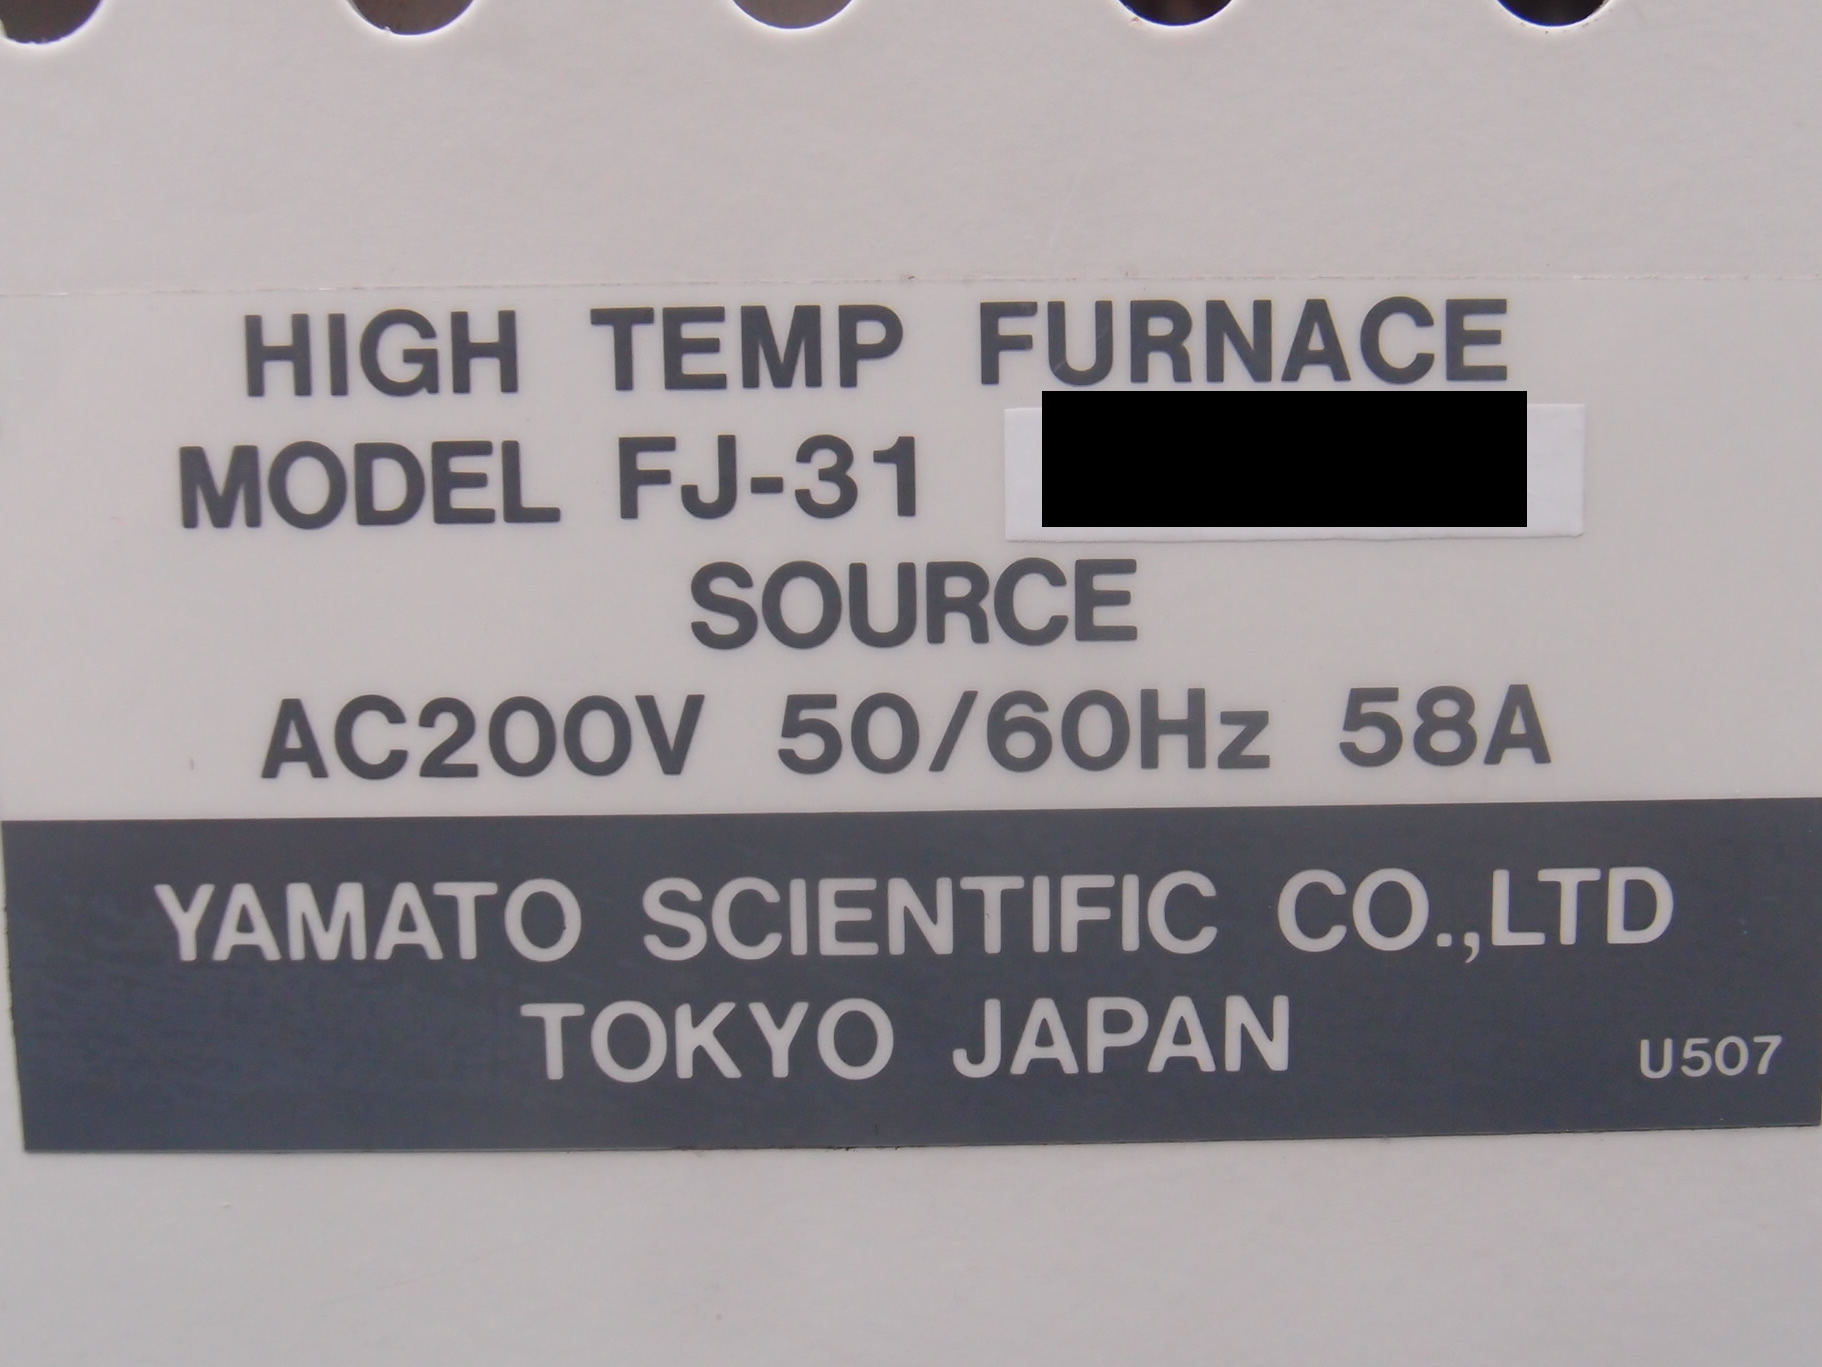 HIGH TEMP FURNACE
MODEL FJ-31
SOURCE
AC200V 50/60Hz 58A
YAMATO SCIENTIFIC CO.,LTD
TOKYO JAPAN
U507